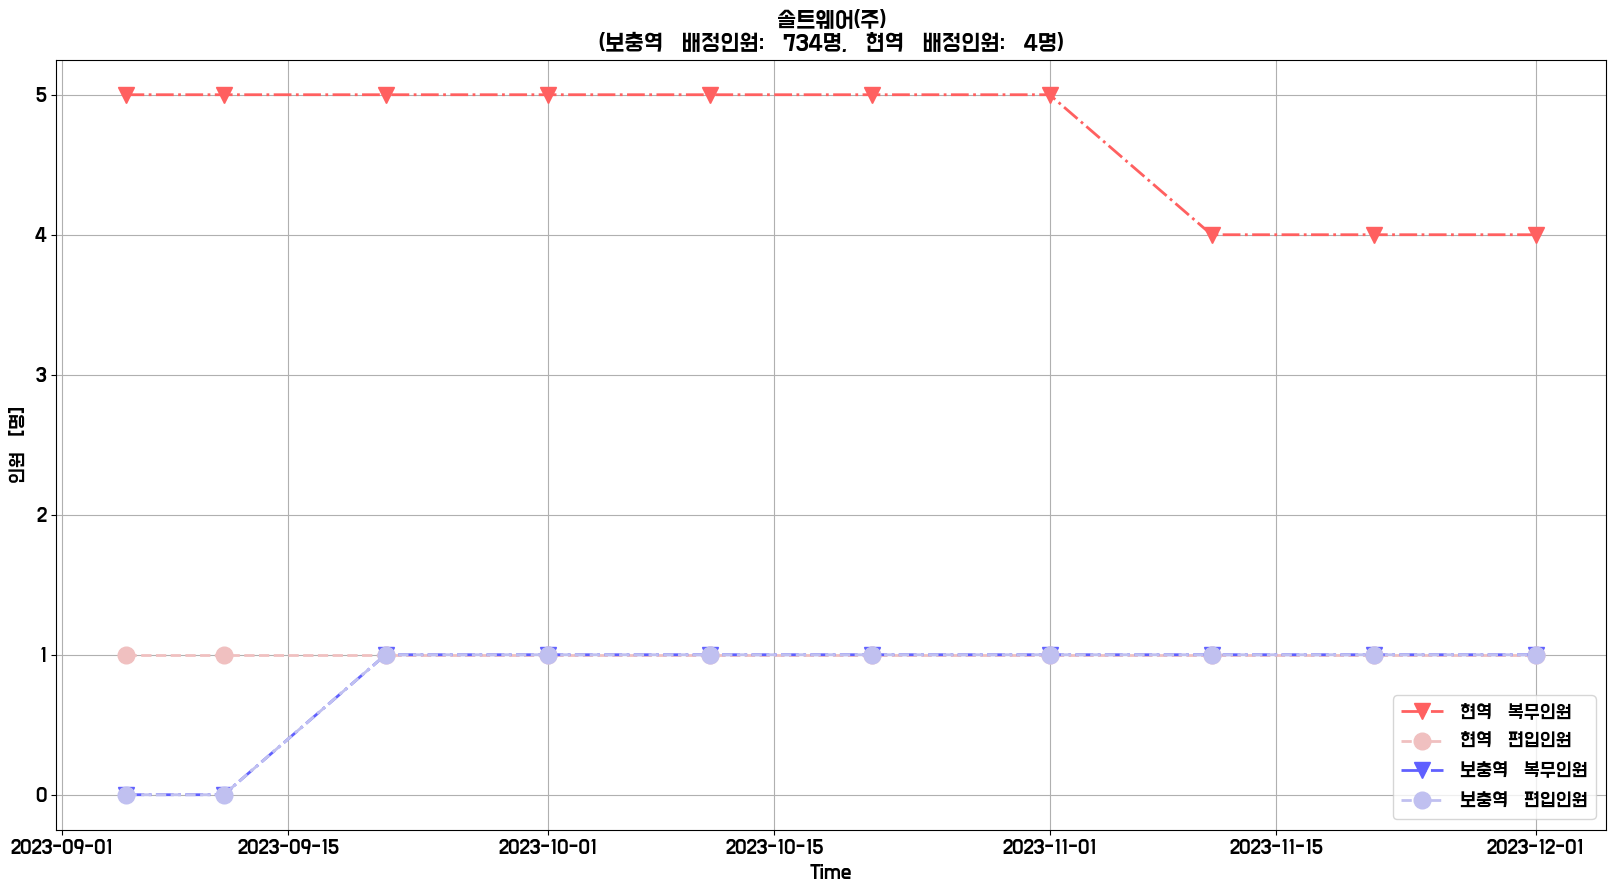 솔트웨어(주)
(보충역 배정인원: 734명, 현역 배정인원: 4명)
인원 [명]
5
4
3
2
1
0
2023-09-01 2023-09-15 2023-10-01 2023-10-15 2023-11-01 2023-11-15 2023-12-01
Time
현역 복무인원
현역 편입인원
보충역 복무인원
보충역 편입인원